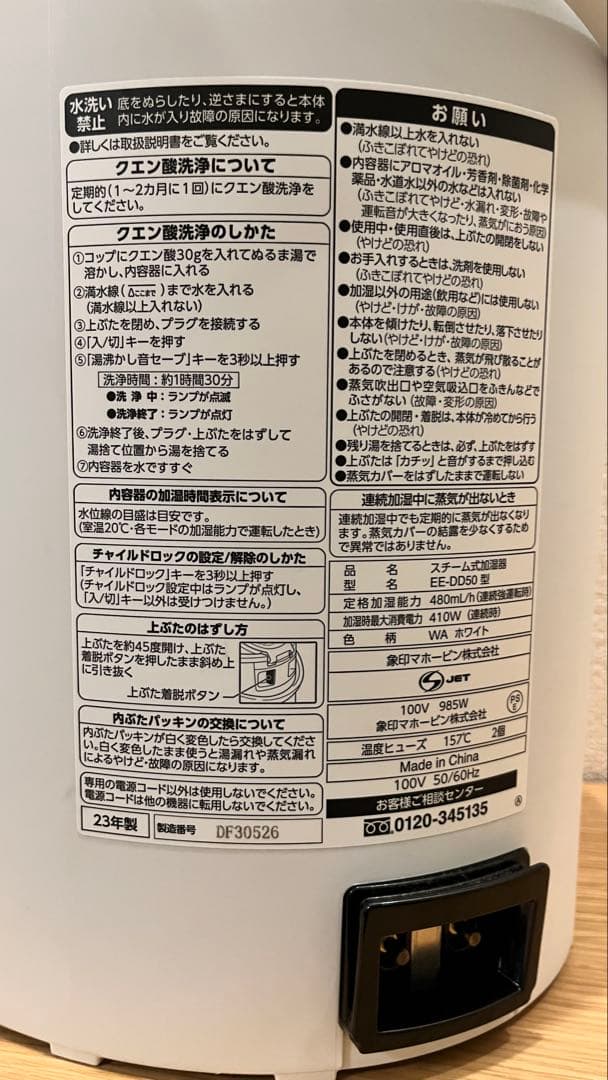 水洗い
禁止
底をぬらしたり、逆さまにすると本体
内に水が入り故障の原因になります。
●詳しくは取扱説明書をご覧ください。
クエン酸洗浄について
定期的(1〜2カ月に1回)にクエン酸洗浄を
してください。
クエン酸洗浄のしかた
①コップにクエン酸30gを入れてぬるま湯で
溶かし、内容器に入れる
②満水線(△ここまで)まで水を入れる
(満水線以上入れない)
③上ぶたを閉め、プラグを接続する
④「入/切」キーを押す
⑤「湯沸かし音セーブ」キーを3秒以上押す
洗浄時間:約1時間30分
●洗 浄 中:ランプが点滅
●洗浄終了:ランプが点灯
⑥洗浄終了後、プラグ・上ぶたをはずして
湯捨て位置から湯を捨てる
⑦内容器を水ですすぐ
内容器の加湿時間表示について
水位線の目盛は目安です。
(室温20℃・各モードの加湿能力で運転したとき)
チャイルドロックの設定/解除のしかた
「チャイルドロック」キーを3秒以上押す
(チャイルドロック設定中はランプが点灯し、
「入/切」キー以外は受けつけません。)
上ぶたのはずし方
上ぶたを約45度開け、上ぶた
着脱ボタンを押したまま斜め上
に引き抜く
上ぶた着脱ボタン
内ぶたパッキンの交換について
内ぶたパッキンが白く変色したら交換してくださ
い。白く変色したまま使うと湯漏れや蒸気漏れ
によるやけど・故障の原因になります。
専用の電源コード以外は使用しないでください。
電源コードは他の機器に転用しないでください。
23年製
製造番号 DF30526
お願い
●満水線以上水を入れない
(ふきこぼれてやけどの恐れ)
●内容器にアロマオイル・芳香剤・除菌剤・化学
薬品・水道水以外の水などは入れない
(ふきこぼれてやけど・水漏れ・変形・故障や
運転音が大きくなったり、蒸気がにおう原因)
●使用中・使用直後は、上ぶたの開閉をしない
(やけどの恐れ)
●お手入れするときは、洗剤を使用しない
(ふきこぼれてやけどの恐れ)
●加湿以外の用途(飲用など)には使用しない
(やけど・けが・故障の原因)
●本体を傾けたり、転倒させたり、落下させたり
しない(やけど・けが・故障の原因)
●上ぶたを閉めるとき、蒸気が飛び散ることが
あるので注意する(やけどの恐れ)
●蒸気吹出口や空気吸込口をふきんなどで
ふさがない(故障・変形の原因)
●上ぶたの開閉・着脱は、本体が冷めてから行う
(やけどの恐れ)
●残り湯を捨てるときは、必ず、上ぶたをはずす
●上ぶたは「カチッ」と音がするまで押し込む
●蒸気カバーをはずしたままで運転しない
連続加湿中に蒸気が出ないとき
連続加湿中でも定期的に蒸気が出なくなり
ます。蒸気カバーの結露を少なくするため
で異常ではありません。
品 名 スチーム式加湿器
型 名 EE-DD50 型
定格加湿能力 480mL/h(連続強運転時)
加湿時最大消費電力 410W(連続時)
色 柄 WA ホワイト
象印マホービン株式会社
S JET
100V 985W
象印マホービン株式会社
PS
E
温度ヒューズ 157℃ 2個
Made in China
100V 50/60Hz
お客様ご相談センター
0120-345135
Ⓐ